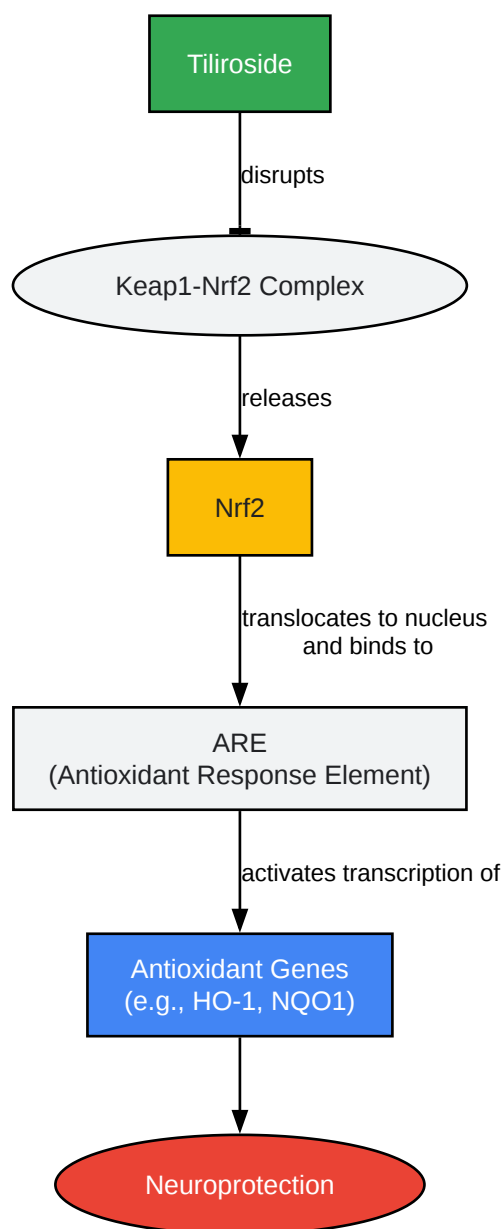 Tiliroside
disrupts
Keap1-Nrf2 Complex
releases
Nrf2
translocates to nucleus
and binds to
ARE
(Antioxidant Response Element)
activates transcription of
Antioxidant Genes
(e.g., HO-1, NQO1)
Neuroprotection